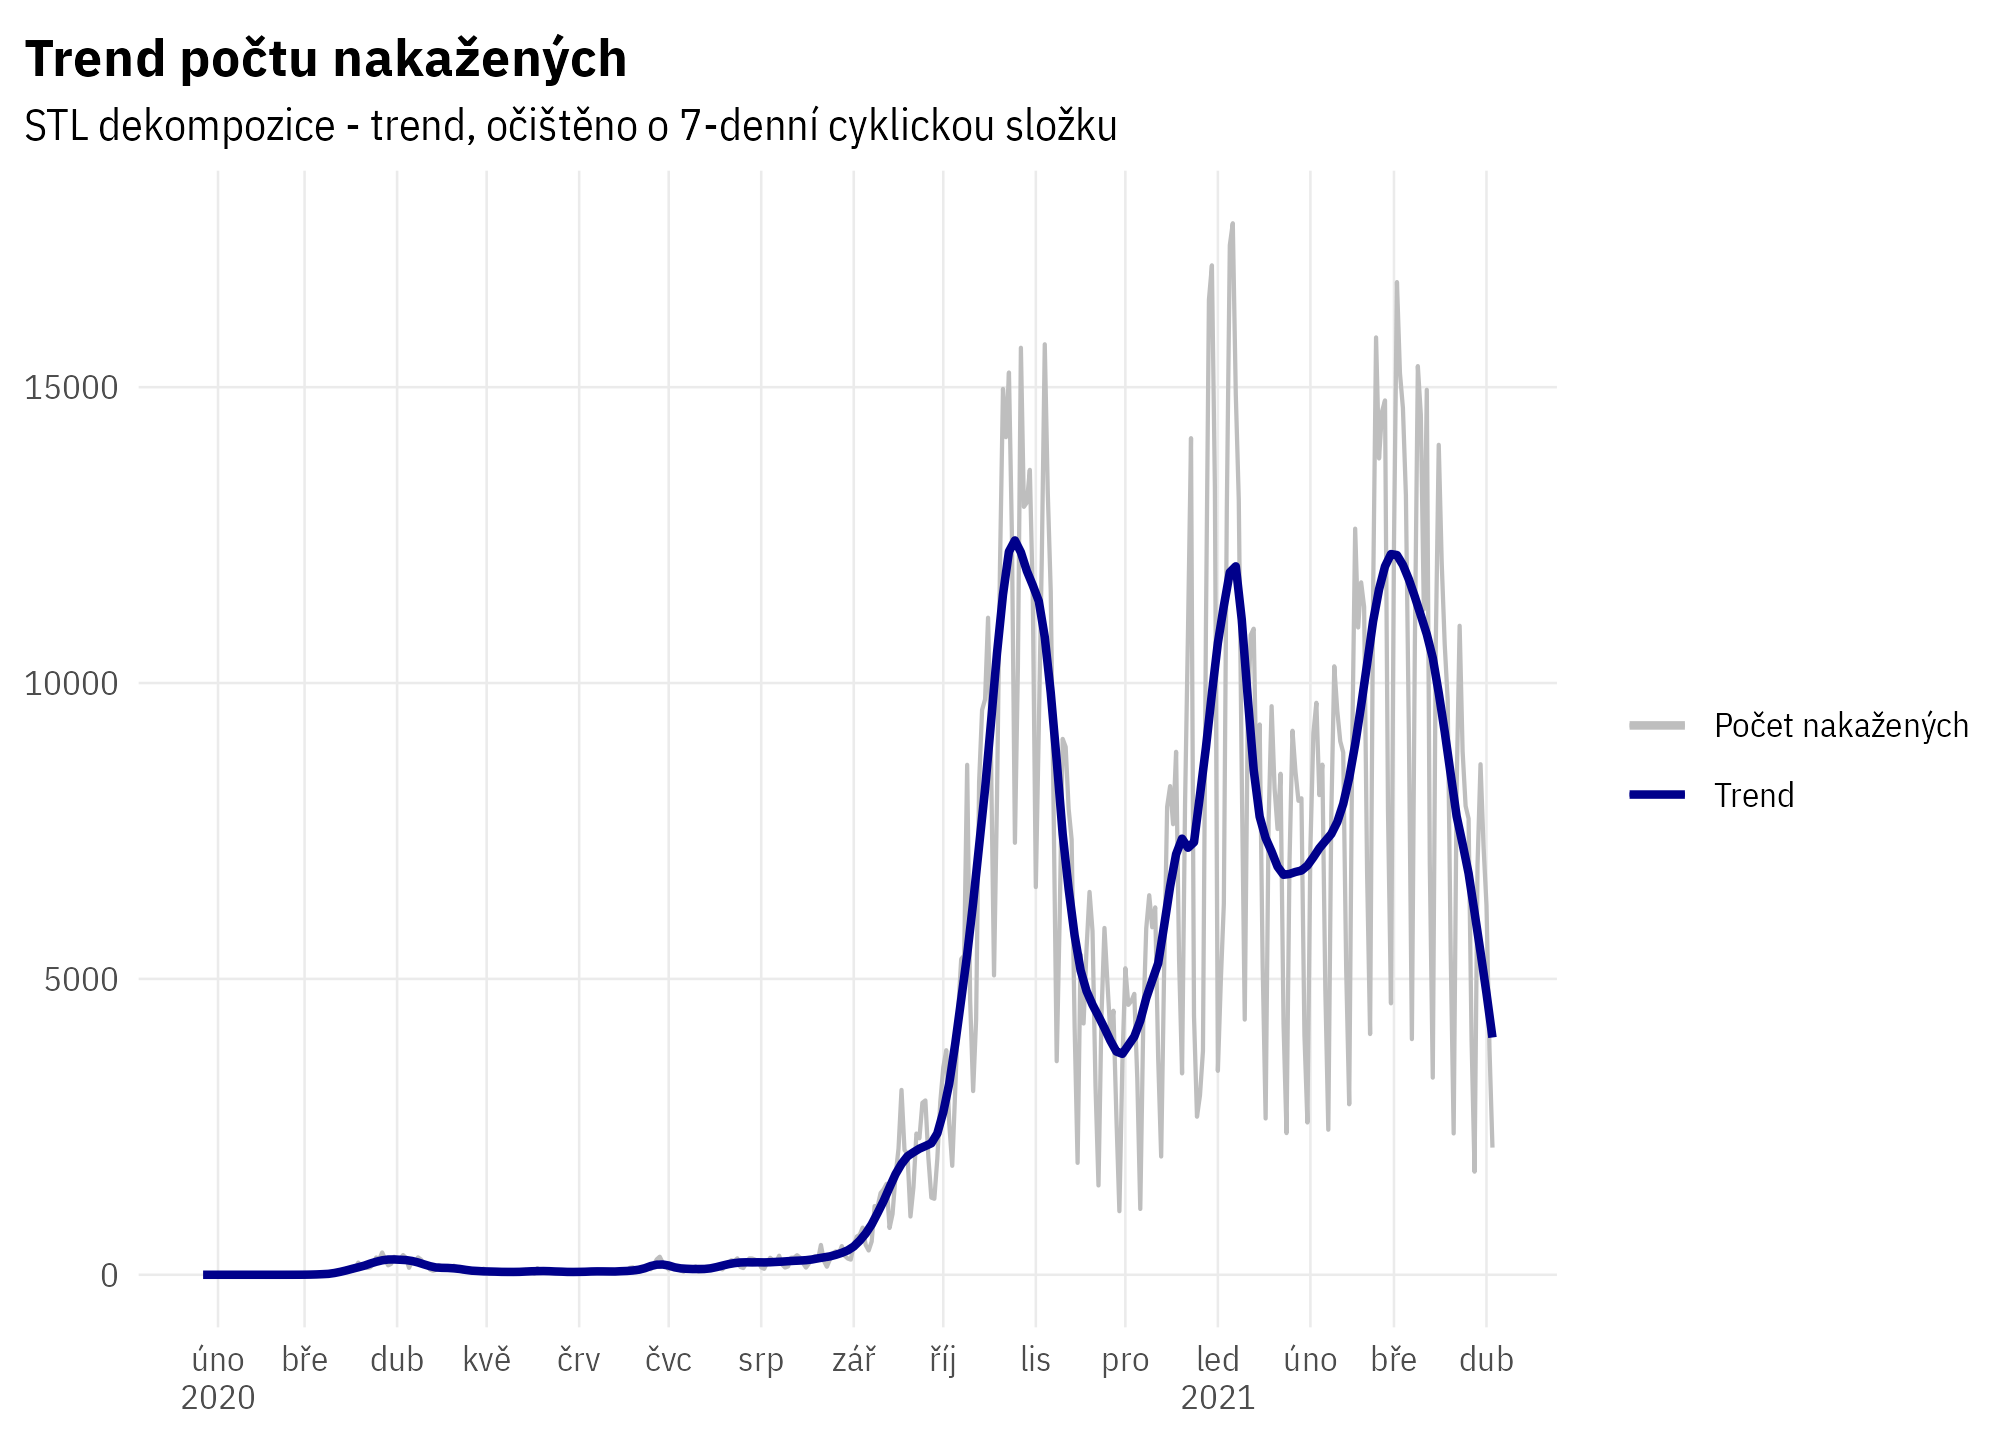 Trend počtu nakažených
STL dekompozice - trend, očištěno o 7-denní cyklickou složku
15000
10000
5000
0
úno bře dub kvě črv čvc srp zář říj lis pro led úno bře dub
2020 2021
Počet nakažených
Trend